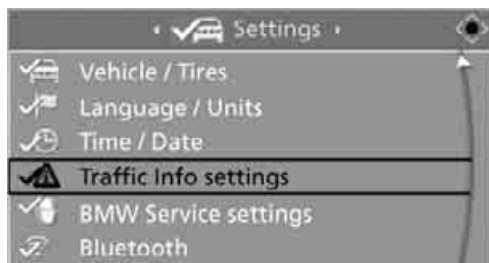 Settings
Vehicle / Tires
Language / Units
Time / Date
Traffic Info settings
BMW Service settings
Bluetooth